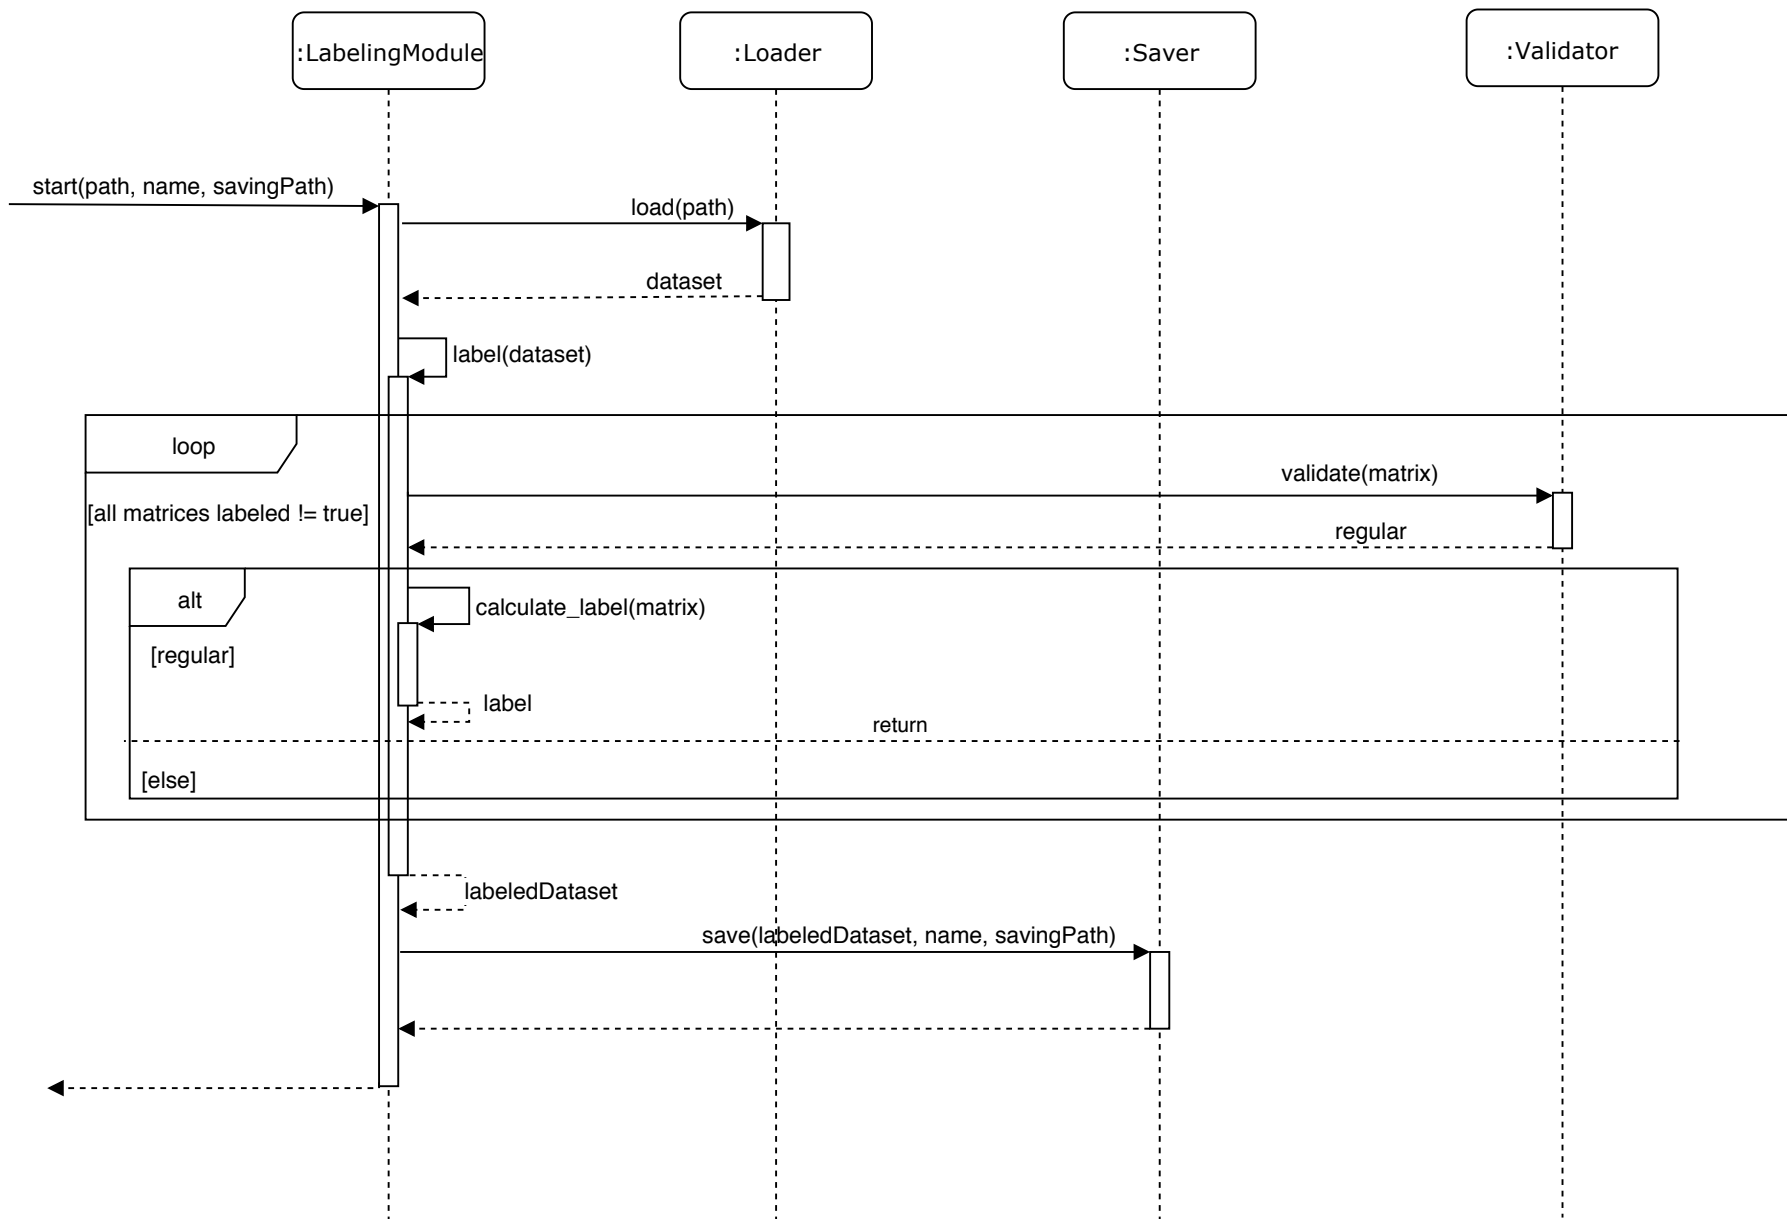 :LabelingModule
:Loader
:Saver
:Validator
start(path, name, savingPath)
load(path)
dataset
label(dataset)
loop
validate(matrix)
[all matrices labeled != true]
regular
alt
calculate_label(matrix)
[regular]
label
return
[else]
labeledDataset
save(labeledDataset, name, savingPath)